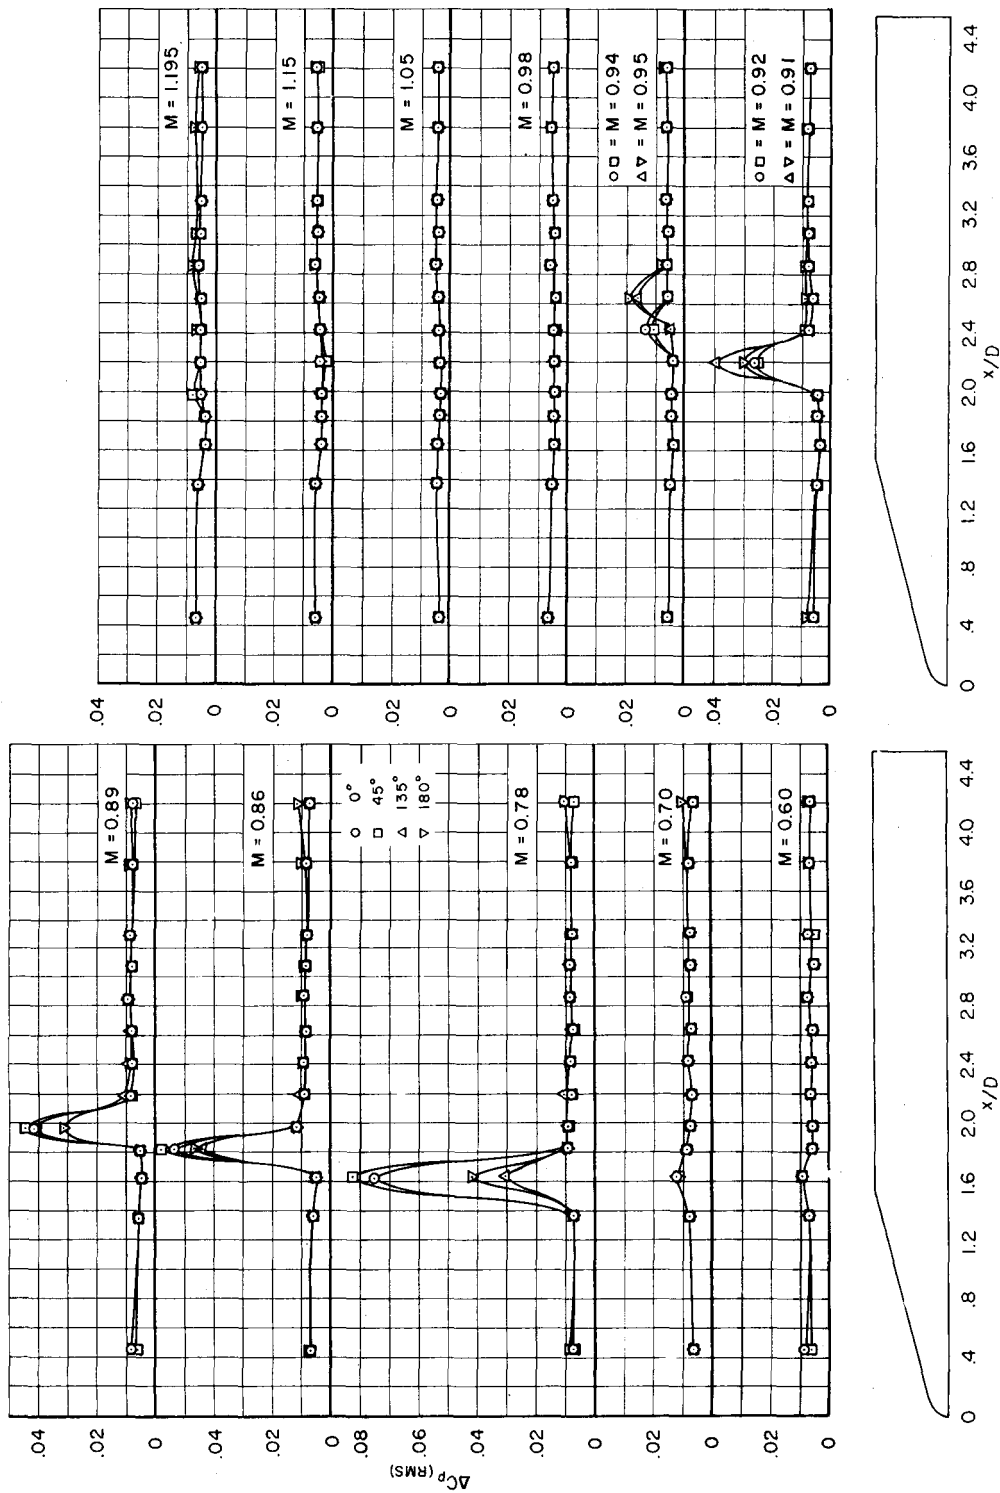 ΔCp (RMS)
.04
.02
0
.04
.02
0
.08
.06
.04
.02
0
.02
0
.04
.02
0
M = 0.89
M = 0.86
○ 0°
□ 45°
△ 135°
▽ 180°
M = 0.78
M = 0.70
M = 0.60
0 .4 .8 1.2 1.6 2.0 2.4 2.8 3.2 3.6 4.0 4.4
x/D
.04
.02
0
.02
0
.02
0
.02
0
.02
0
.04
.02
0
M = 1.195
M = 1.15
M = 1.05
M = 0.98
○ □ = M = 0.94
△ ▽ = M = 0.95
○ □ = M = 0.92
△ ▽ = M = 0.91
0 .4 .8 1.2 1.6 2.0 2.4 2.8 3.2 3.6 4.0 4.4
x/D